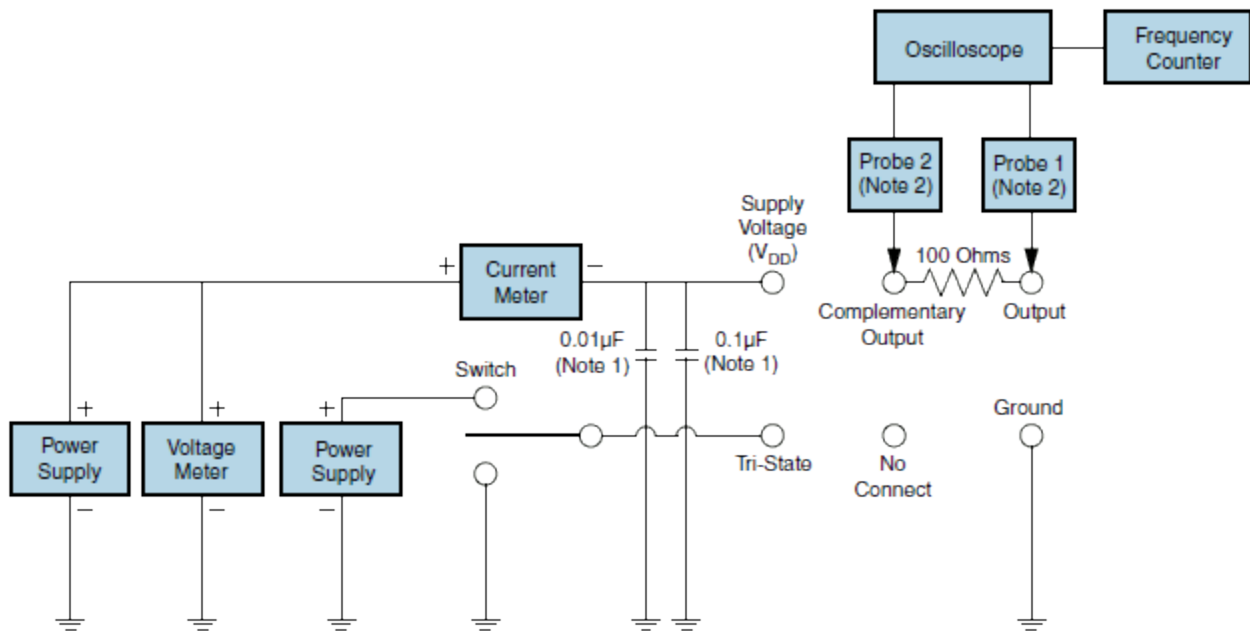 Oscilloscope
Frequency
Counter
Probe 2
(Note 2)
Probe 1
(Note 2)
Supply
Voltage
(V_DD)
100 Ohms
+
Current
Meter
−
Complementary
Output
Output
0.01µF
(Note 1)
0.1µF
(Note 1)
Switch
+
+
+
Power
Supply
Voltage
Meter
Power
Supply
−
−
−
Tri-State
No
Connect
Ground